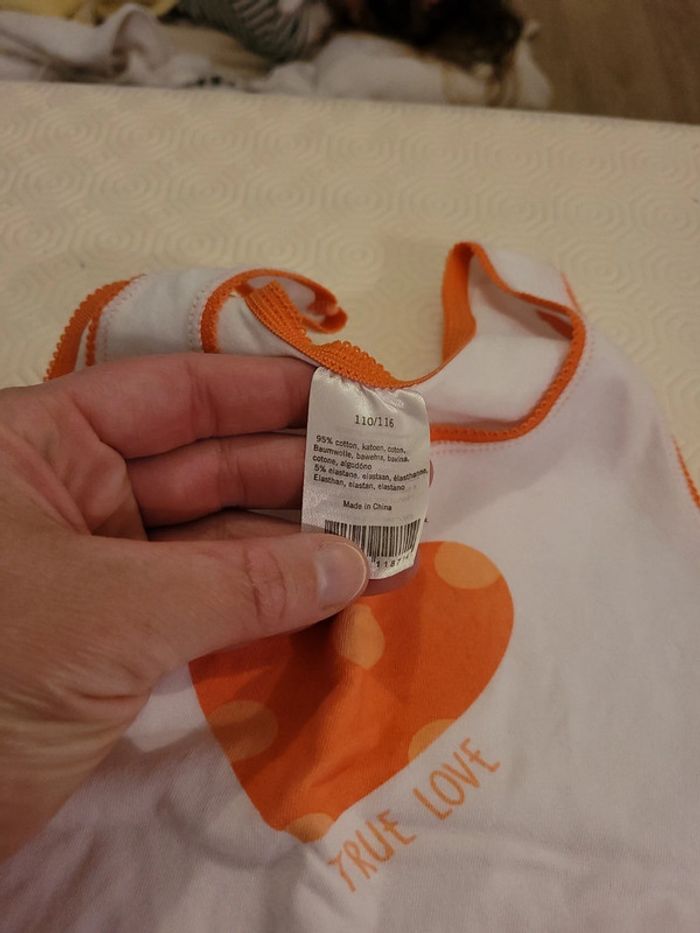 110/116
95% cotton, katoen, coton,
Baumwolle, bawełna, bavlna,
cotone, algodóno
5% elastane, elastaan, élasthanne,
Elasthan, elastan, elastano
Made in China
TRUE LOVE